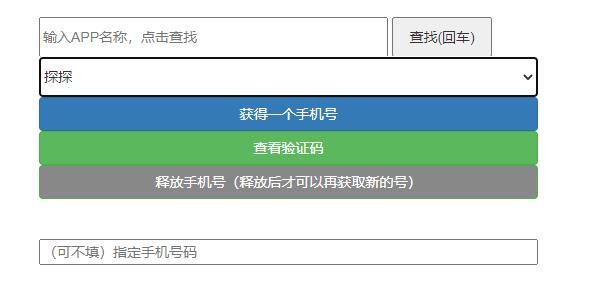 输入APP名称，点击查找 查找(回车)
探探
获得一个手机号
查看验证码
释放手机号（释放后才可以再获取新的号）
（可不填）指定手机号码